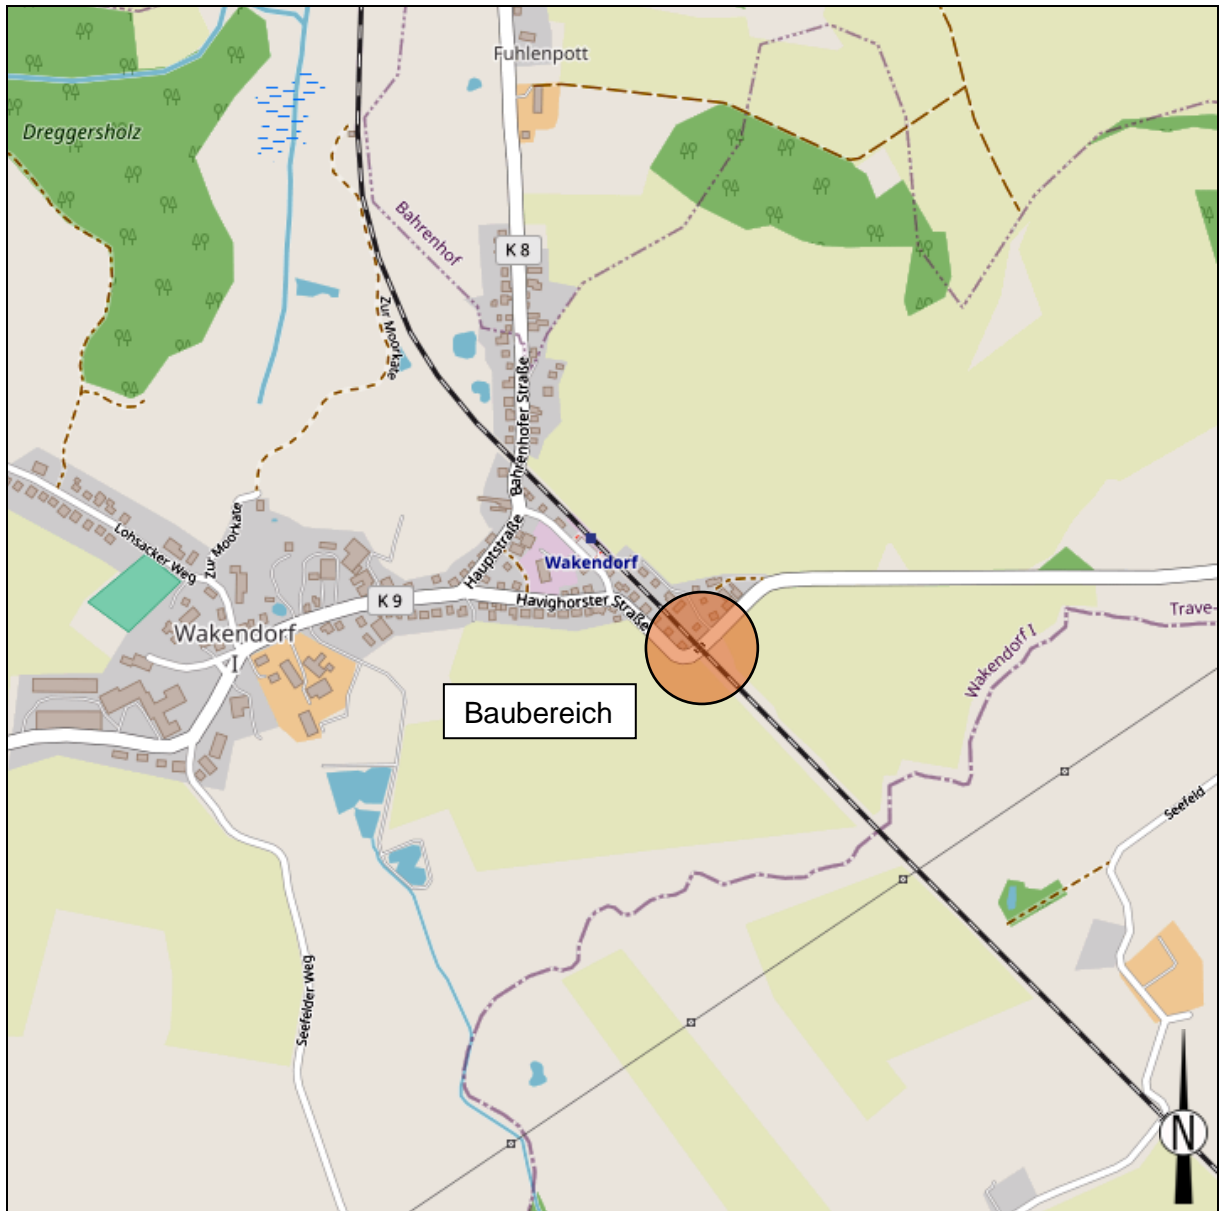 Fuhlenpott
Dreggersholz
Bahrenhof
K 8
Zur Moorkate
Bahrenhofer Straße
Lohsacker Weg
Zur Moorkate
Hauptstraße
Wakendorf
K 9
Havighorster Straße
Wakendorf
I
Trave-
Wakendorf I
Baubereich
Seefeld
Seefelder Weg
N